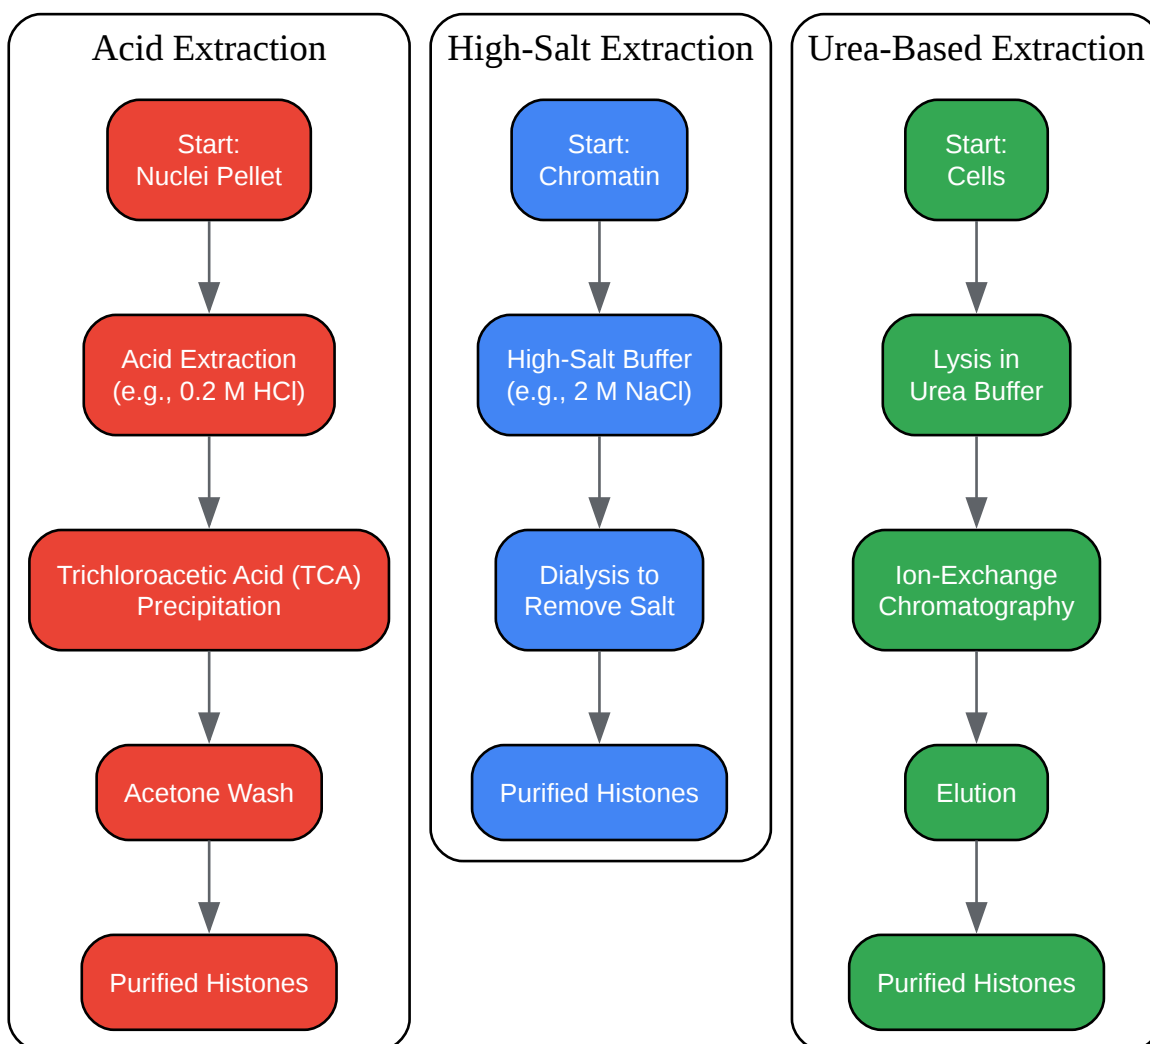 Acid Extraction
Start:
Nuclei Pellet
Acid Extraction
(e.g., 0.2 M HCl)
Trichloroacetic Acid (TCA)
Precipitation
Acetone Wash
Purified Histones
High-Salt Extraction
Start:
Chromatin
High-Salt Buffer
(e.g., 2 M NaCl)
Dialysis to
Remove Salt
Purified Histones
Urea-Based Extraction
Start:
Cells
Lysis in
Urea Buffer
Ion-Exchange
Chromatography
Elution
Purified Histones